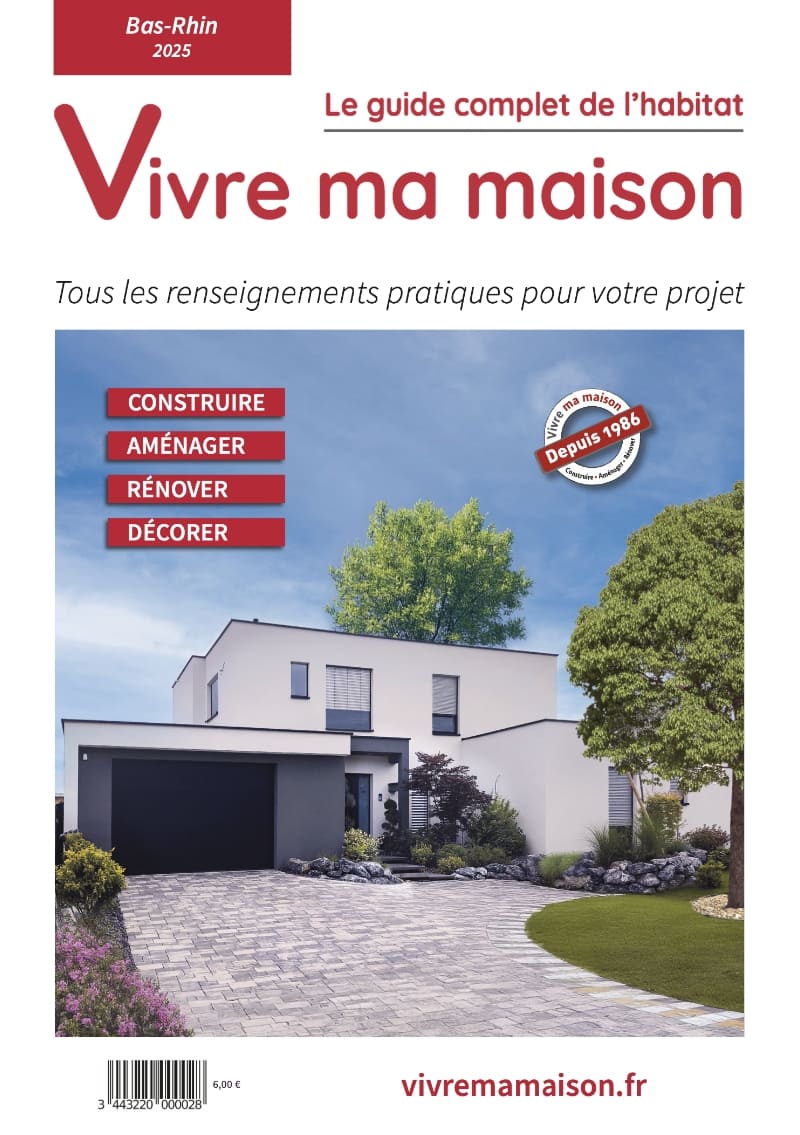 Bas-Rhin
2025
Le guide complet de l'habitat
Vivre ma maison
Tous les renseignements pratiques pour votre projet
CONSTRUIRE
AMÉNAGER
RÉNOVER
DÉCORER
Vivre ma maison
Depuis 1986
Construire • Aménager • Rénover
3 443220 000028
6,00 €
vivremamaison.fr